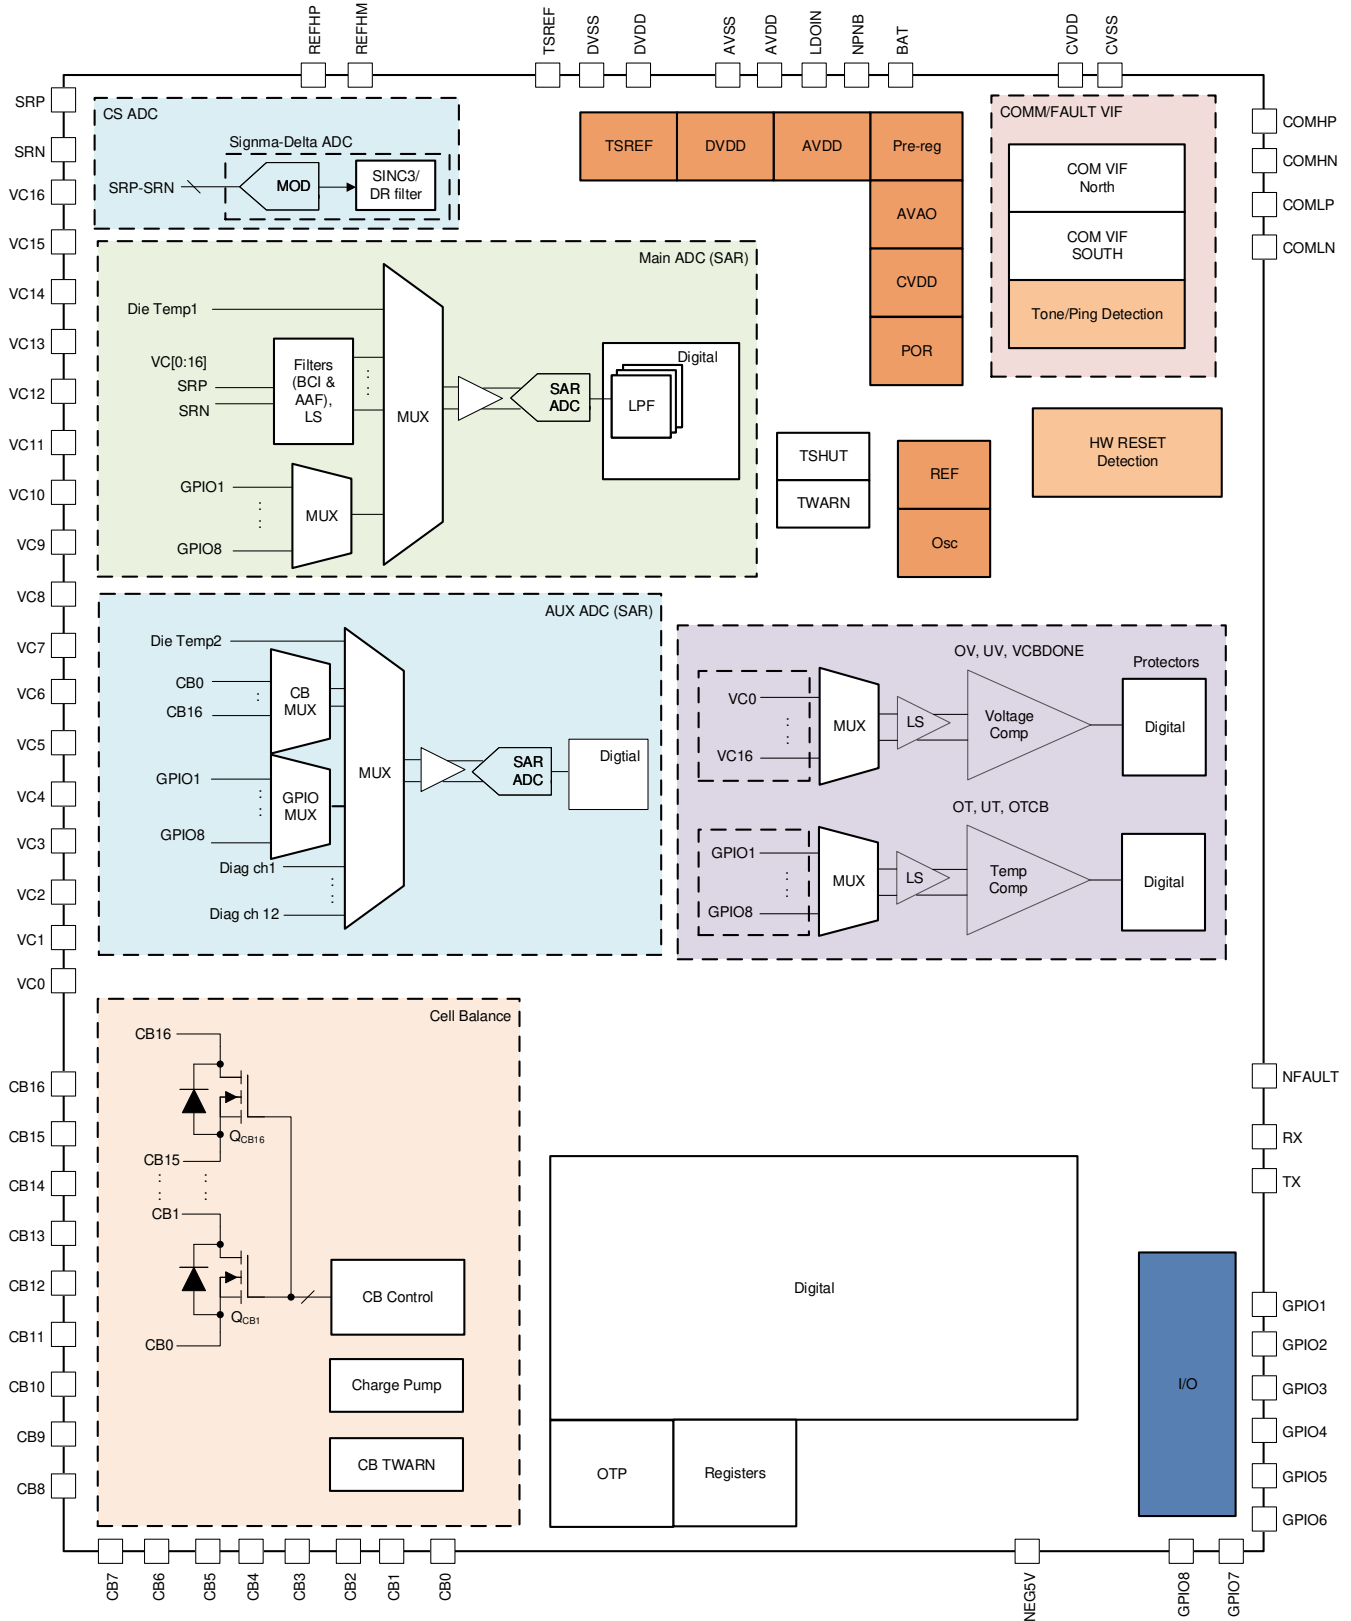 REFHP
REFHM
TSREF
DVSS
DVDD
AVSS
AVDD
LDOIN
NPNB
BAT
CVDD
CVSS
SRP
SRN
VC16
VC15
VC14
VC13
VC12
VC11
VC10
VC9
VC8
VC7
VC6
VC5
VC4
VC3
VC2
VC1
VC0
CB16
CB15
CB14
CB13
CB12
CB11
CB10
CB9
CB8
CS ADC
Signma-Delta ADC
SRP-SRN
MOD
SINC3/
DR filter
Main ADC (SAR)
Die Temp1
VC[0:16]
SRP
SRN
Filters
(BCI &
AAF),
LS
GPIO1
GPIO8
MUX
MUX
SAR
ADC
Digital
LPF
AUX ADC (SAR)
Die Temp2
CB0
CB16
CB
MUX
GPIO1
GPIO8
GPIO
MUX
Diag ch1
Diag ch 12
MUX
SAR
ADC
Digtial
TSREF
DVDD
AVDD
Pre-reg
AVAO
CVDD
POR
TSHUT
TWARN
REF
Osc
COMM/FAULT VIF
COM VIF
North
COM VIF
SOUTH
Tone/Ping Detection
HW RESET
Detection
OV, UV, VCBDONE
Protectors
VC0
VC16
MUX
LS
Voltage
Comp
Digital
OT, UT, OTCB
GPIO1
GPIO8
MUX
LS
Temp
Comp
Digital
Cell Balance
CB16
QCB16
CB15
CB1
QCB1
CB0
CB Control
Charge Pump
CB TWARN
Digital
OTP
Registers
I/O
COMHP
COMHN
COMLP
COMLN
NFAULT
RX
TX
GPIO1
GPIO2
GPIO3
GPIO4
GPIO5
GPIO6
CB7
CB6
CB5
CB4
CB3
CB2
CB1
CB0
NEG5V
GPIO8
GPIO7